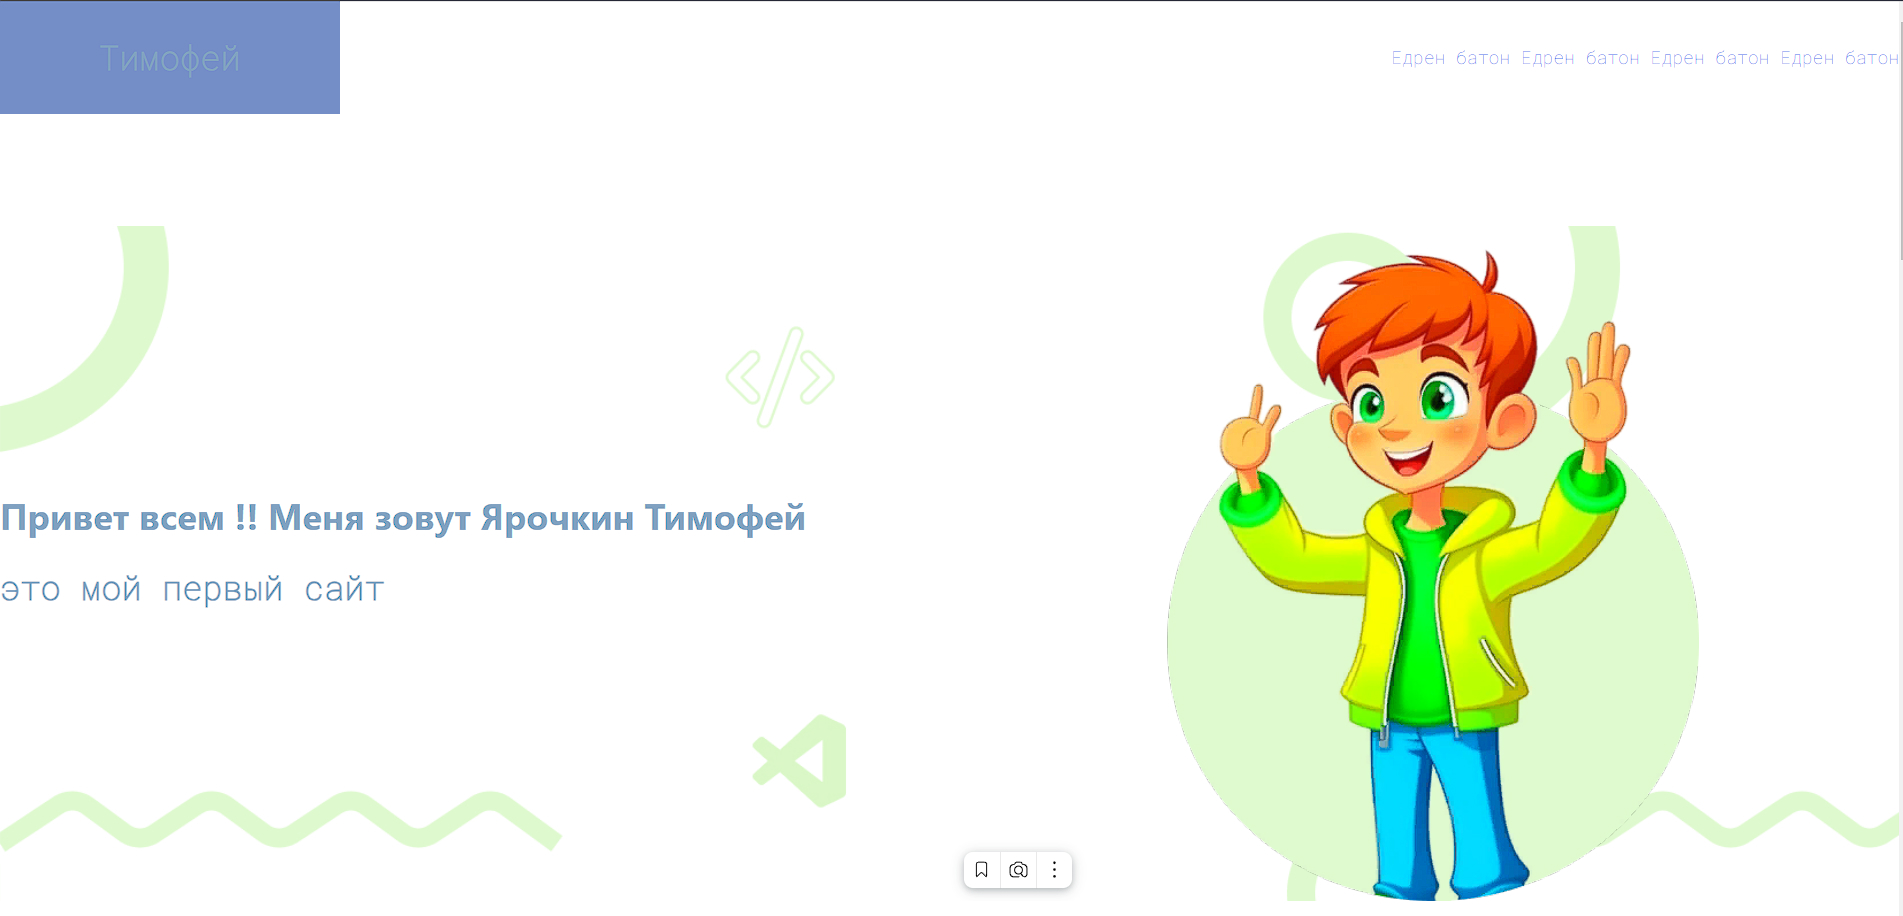 Тимофей
Едрен батон Едрен батон Едрен батон Едрен батон
Привет всем !! Меня зовут Ярочкин Тимофей
это мой первый сайт